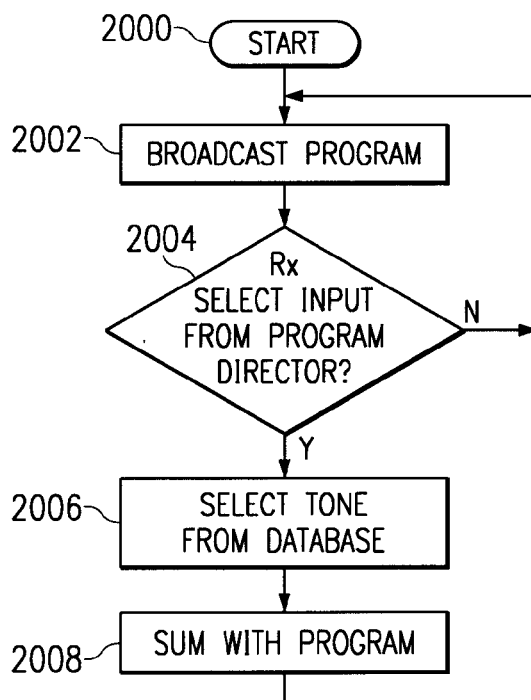 2000
START
2002
BROADCAST PROGRAM
2004
Rx
SELECT INPUT
FROM PROGRAM
DIRECTOR?
N
Y
2006
SELECT TONE
FROM DATABASE
2008
SUM WITH PROGRAM